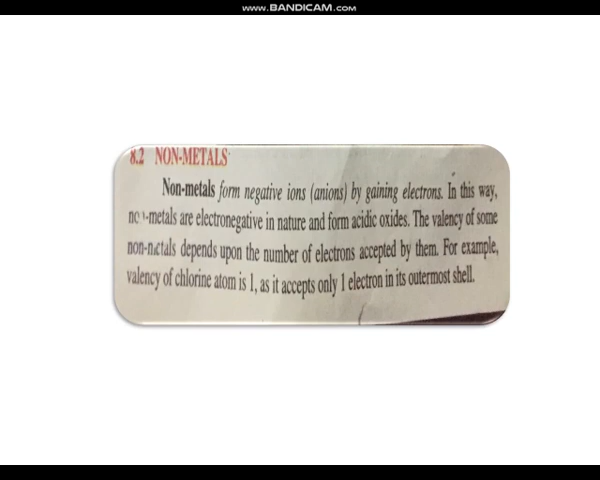 www.BANDICAM.com
8.2 NON-METALS
Non-metals form negative ions (anions) by gaining electrons. In this way,
non-metals are electronegative in nature and form acidic oxides. The valency of some
non-metals depends upon the number of electrons accepted by them. For example,
valency of chlorine atom is 1, as it accepts only 1 electron in its outermost shell.